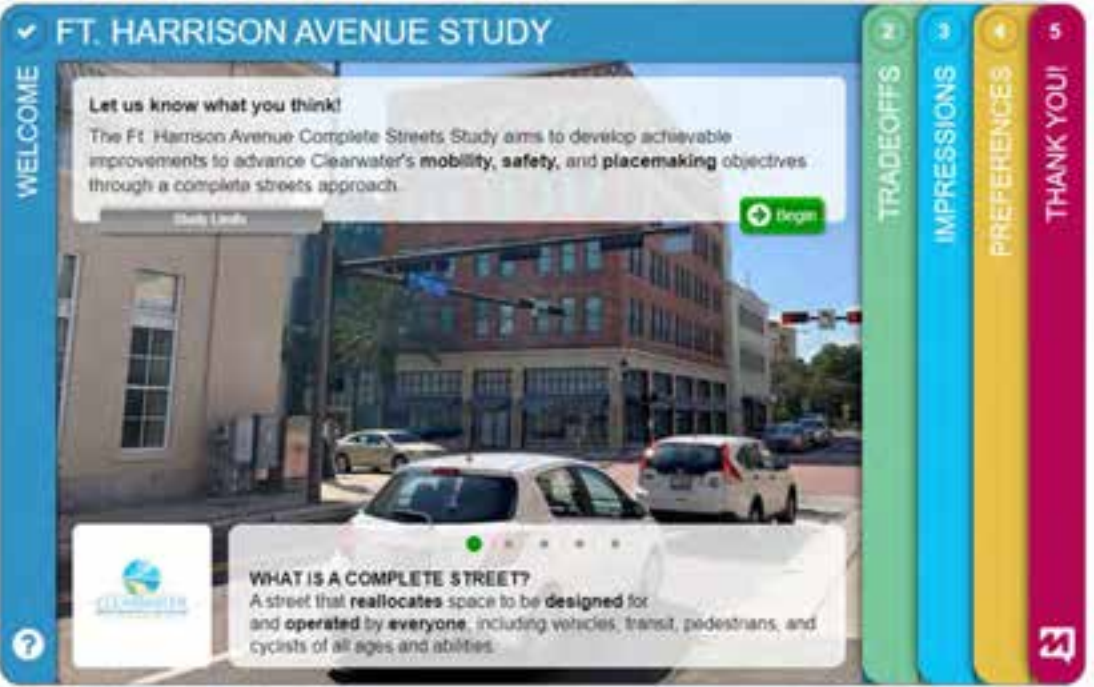 FT. HARRISON AVENUE STUDY
WELCOME
Let us know what you think!
The Ft Harrison Avenue Complete Streets Study aims to develop achievable
improvements to advance Clearwater's mobility, safety, and placemaking objectives
through a complete streets approach.
Study Limits
Begin
CLEARWATER
WHAT IS A COMPLETE STREET?
A street that reallocates space to be designed for
and operated by everyone, including vehicles, transit, pedestrians, and
cyclists of all ages and abilities.
?
2
TRADEOFFS
3
IMPRESSIONS
4
PREFERENCES
5
THANK YOU!